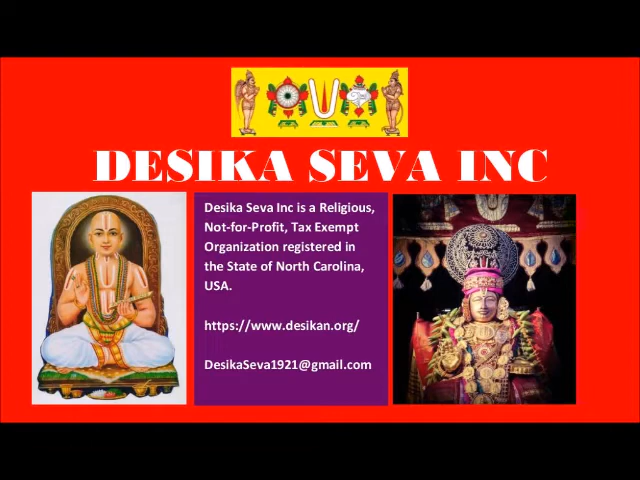 DESIKA SEVA INC
Desika Seva Inc is a Religious,
Not-for-Profit, Tax Exempt
Organization registered in
the State of North Carolina,
USA.
https://www.desikan.org/
DesikaSeva1921@gmail.com